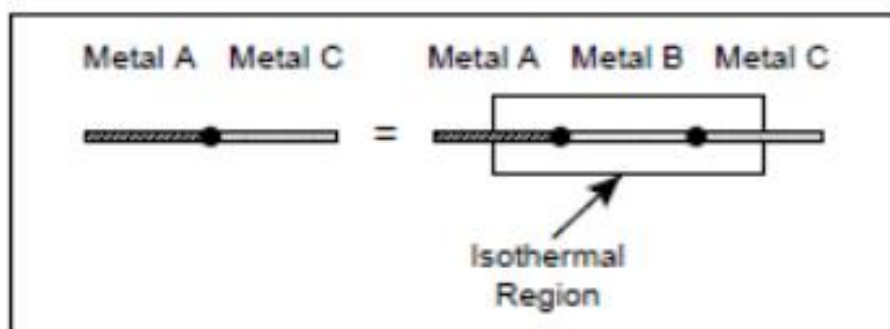 Metal A Metal C Metal A Metal B Metal C
=
Isothermal
Region